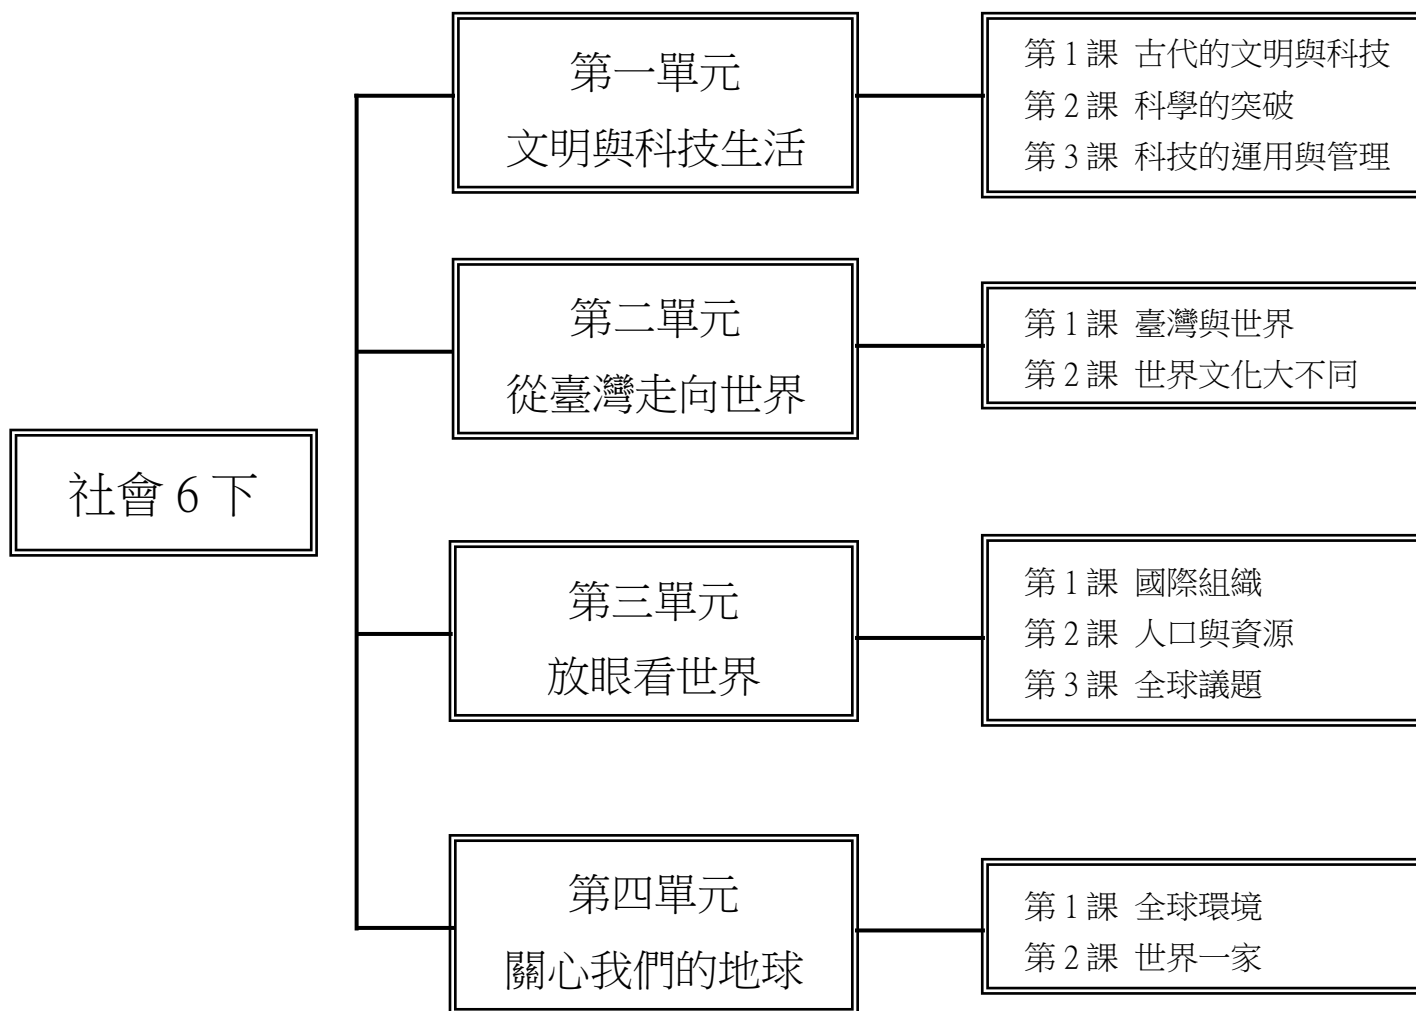 社會6下
第一單元
文明與科技生活
第1課 古代的文明與科技
第2課 科學的突破
第3課 科技的運用與管理
第二單元
從臺灣走向世界
第1課 臺灣與世界
第2課 世界文化大不同
第三單元
放眼看世界
第1課 國際組織
第2課 人口與資源
第3課 全球議題
第四單元
關心我們的地球
第1課 全球環境
第2課 世界一家